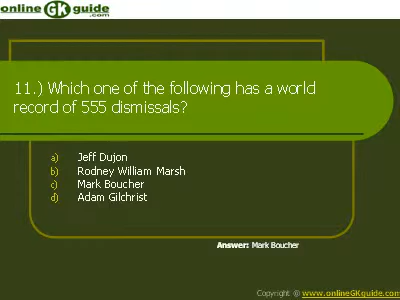 online GK guide
.com
11.) Which one of the following has a world
record of 555 dismissals?
a) Jeff Dujon
b) Rodney William Marsh
c) Mark Boucher
d) Adam Gilchrist
Answer: Mark Boucher
Copyright ® www.onlineGKguide.com